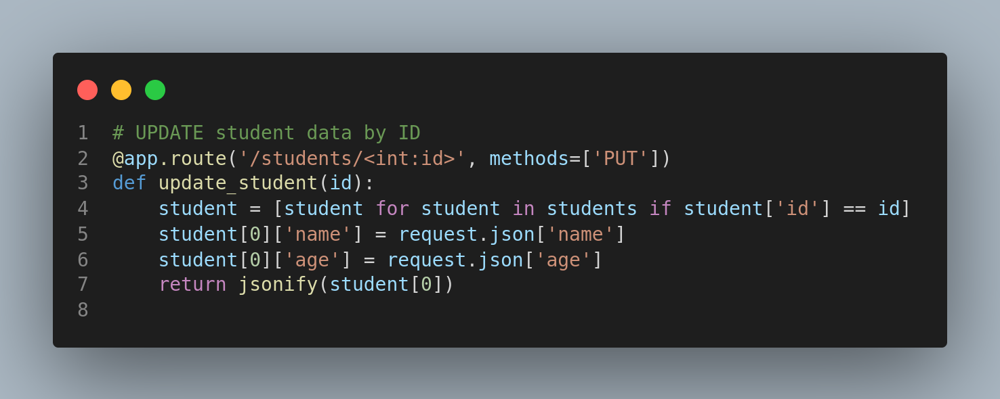 1 # UPDATE student data by ID
2 @app.route('/students/<int:id>', methods=['PUT'])
3 def update_student(id):
4     student = [student for student in students if student['id'] == id]
5     student[0]['name'] = request.json['name']
6     student[0]['age'] = request.json['age']
7     return jsonify(student[0])
8